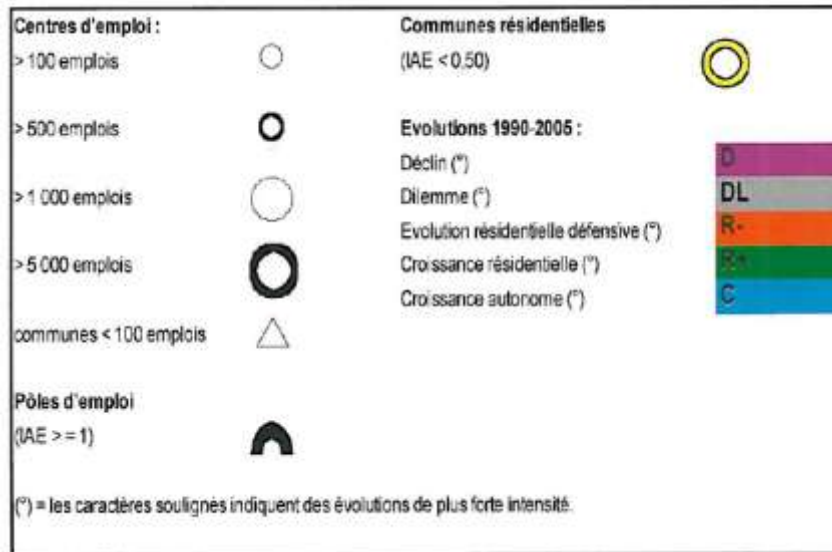 Centres d'emploi :
> 100 emplois
> 500 emplois
> 1 000 emplois
> 5 000 emplois
communes < 100 emplois
Pôles d'emploi
(IAE > = 1)
Communes résidentielles
(IAE < 0,50)
Evolutions 1990-2005 :
Déclin (°) D
Dilemme (°) DL
Evolution résidentielle défensive (°) R-
Croissance résidentielle (°) R+
Croissance autonome (°) C
(°) = les caractères soulignés indiquent des évolutions de plus forte intensité.